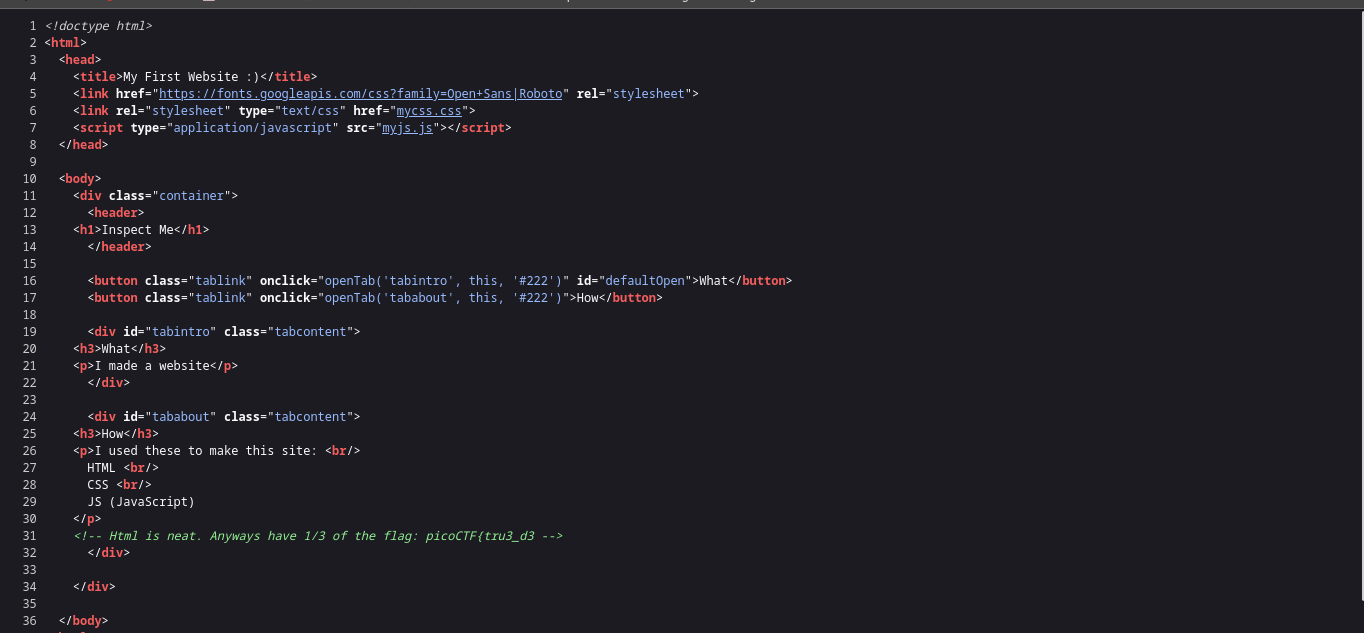 1 <!doctype html>
2 <html>
3 <head>
4 <title>My First Website :)</title>
5 <link href="https://fonts.googleapis.com/css?family=Open+Sans|Roboto" rel="stylesheet">
6 <link rel="stylesheet" type="text/css" href="mycss.css">
7 <script type="application/javascript" src="myjs.js"></script>
8 </head>
9
10 <body>
11 <div class="container">
12 <header>
13 <h1>Inspect Me</h1>
14 </header>
15
16 <button class="tablink" onclick="openTab('tabintro', this, '#222')" id="defaultOpen">What</button>
17 <button class="tablink" onclick="openTab('tababout', this, '#222')">How</button>
18
19 <div id="tabintro" class="tabcontent">
20 <h3>What</h3>
21 <p>I made a website</p>
22 </div>
23
24 <div id="tababout" class="tabcontent">
25 <h3>How</h3>
26 <p>I used these to make this site: <br/>
27 HTML <br/>
28 CSS <br/>
29 JS (JavaScript)
30 </p>
31 <!-- Html is neat. Anyways have 1/3 of the flag: picoCTF{tru3_d3 -->
32 </div>
33
34 </div>
35
36 </body>